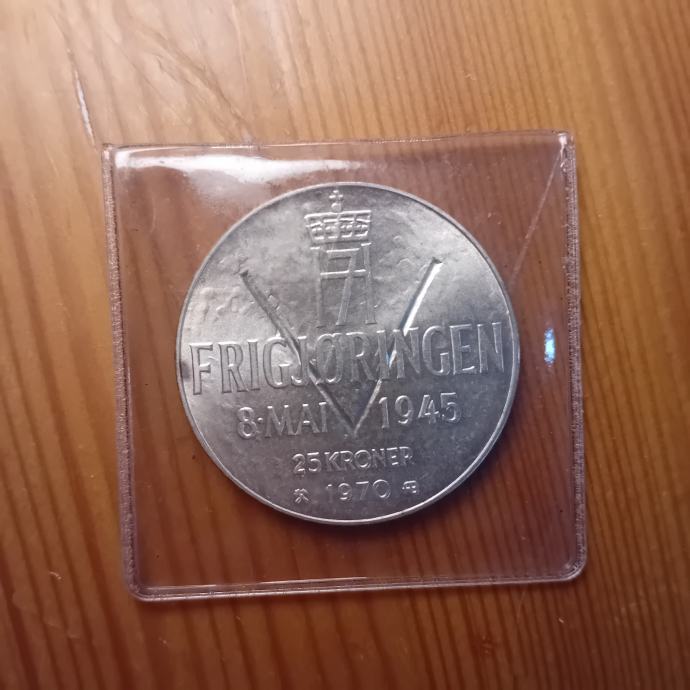 FRIGJØRINGEN
8·MAI 1945
25 KRONER
1970